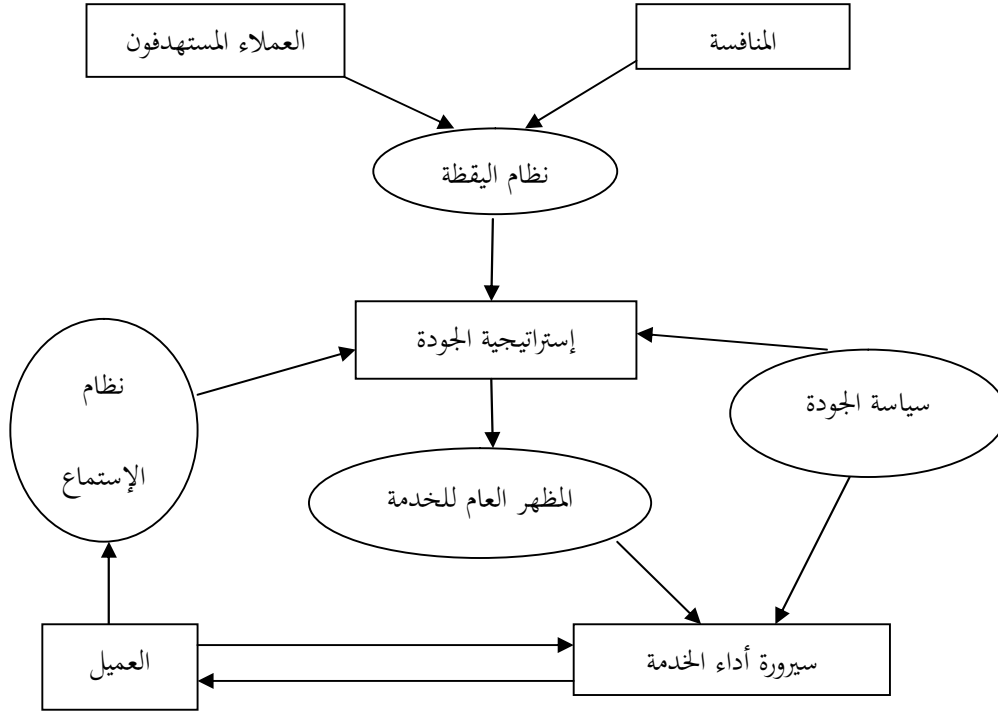 المنافسة
العملاء المستهدفون
نظام اليقظة
إستراتيجية الجودة
نظام
الإستماع
سياسة الجودة
المظهر العام للخدمة
سيرورة أداء الخدمة
العميل